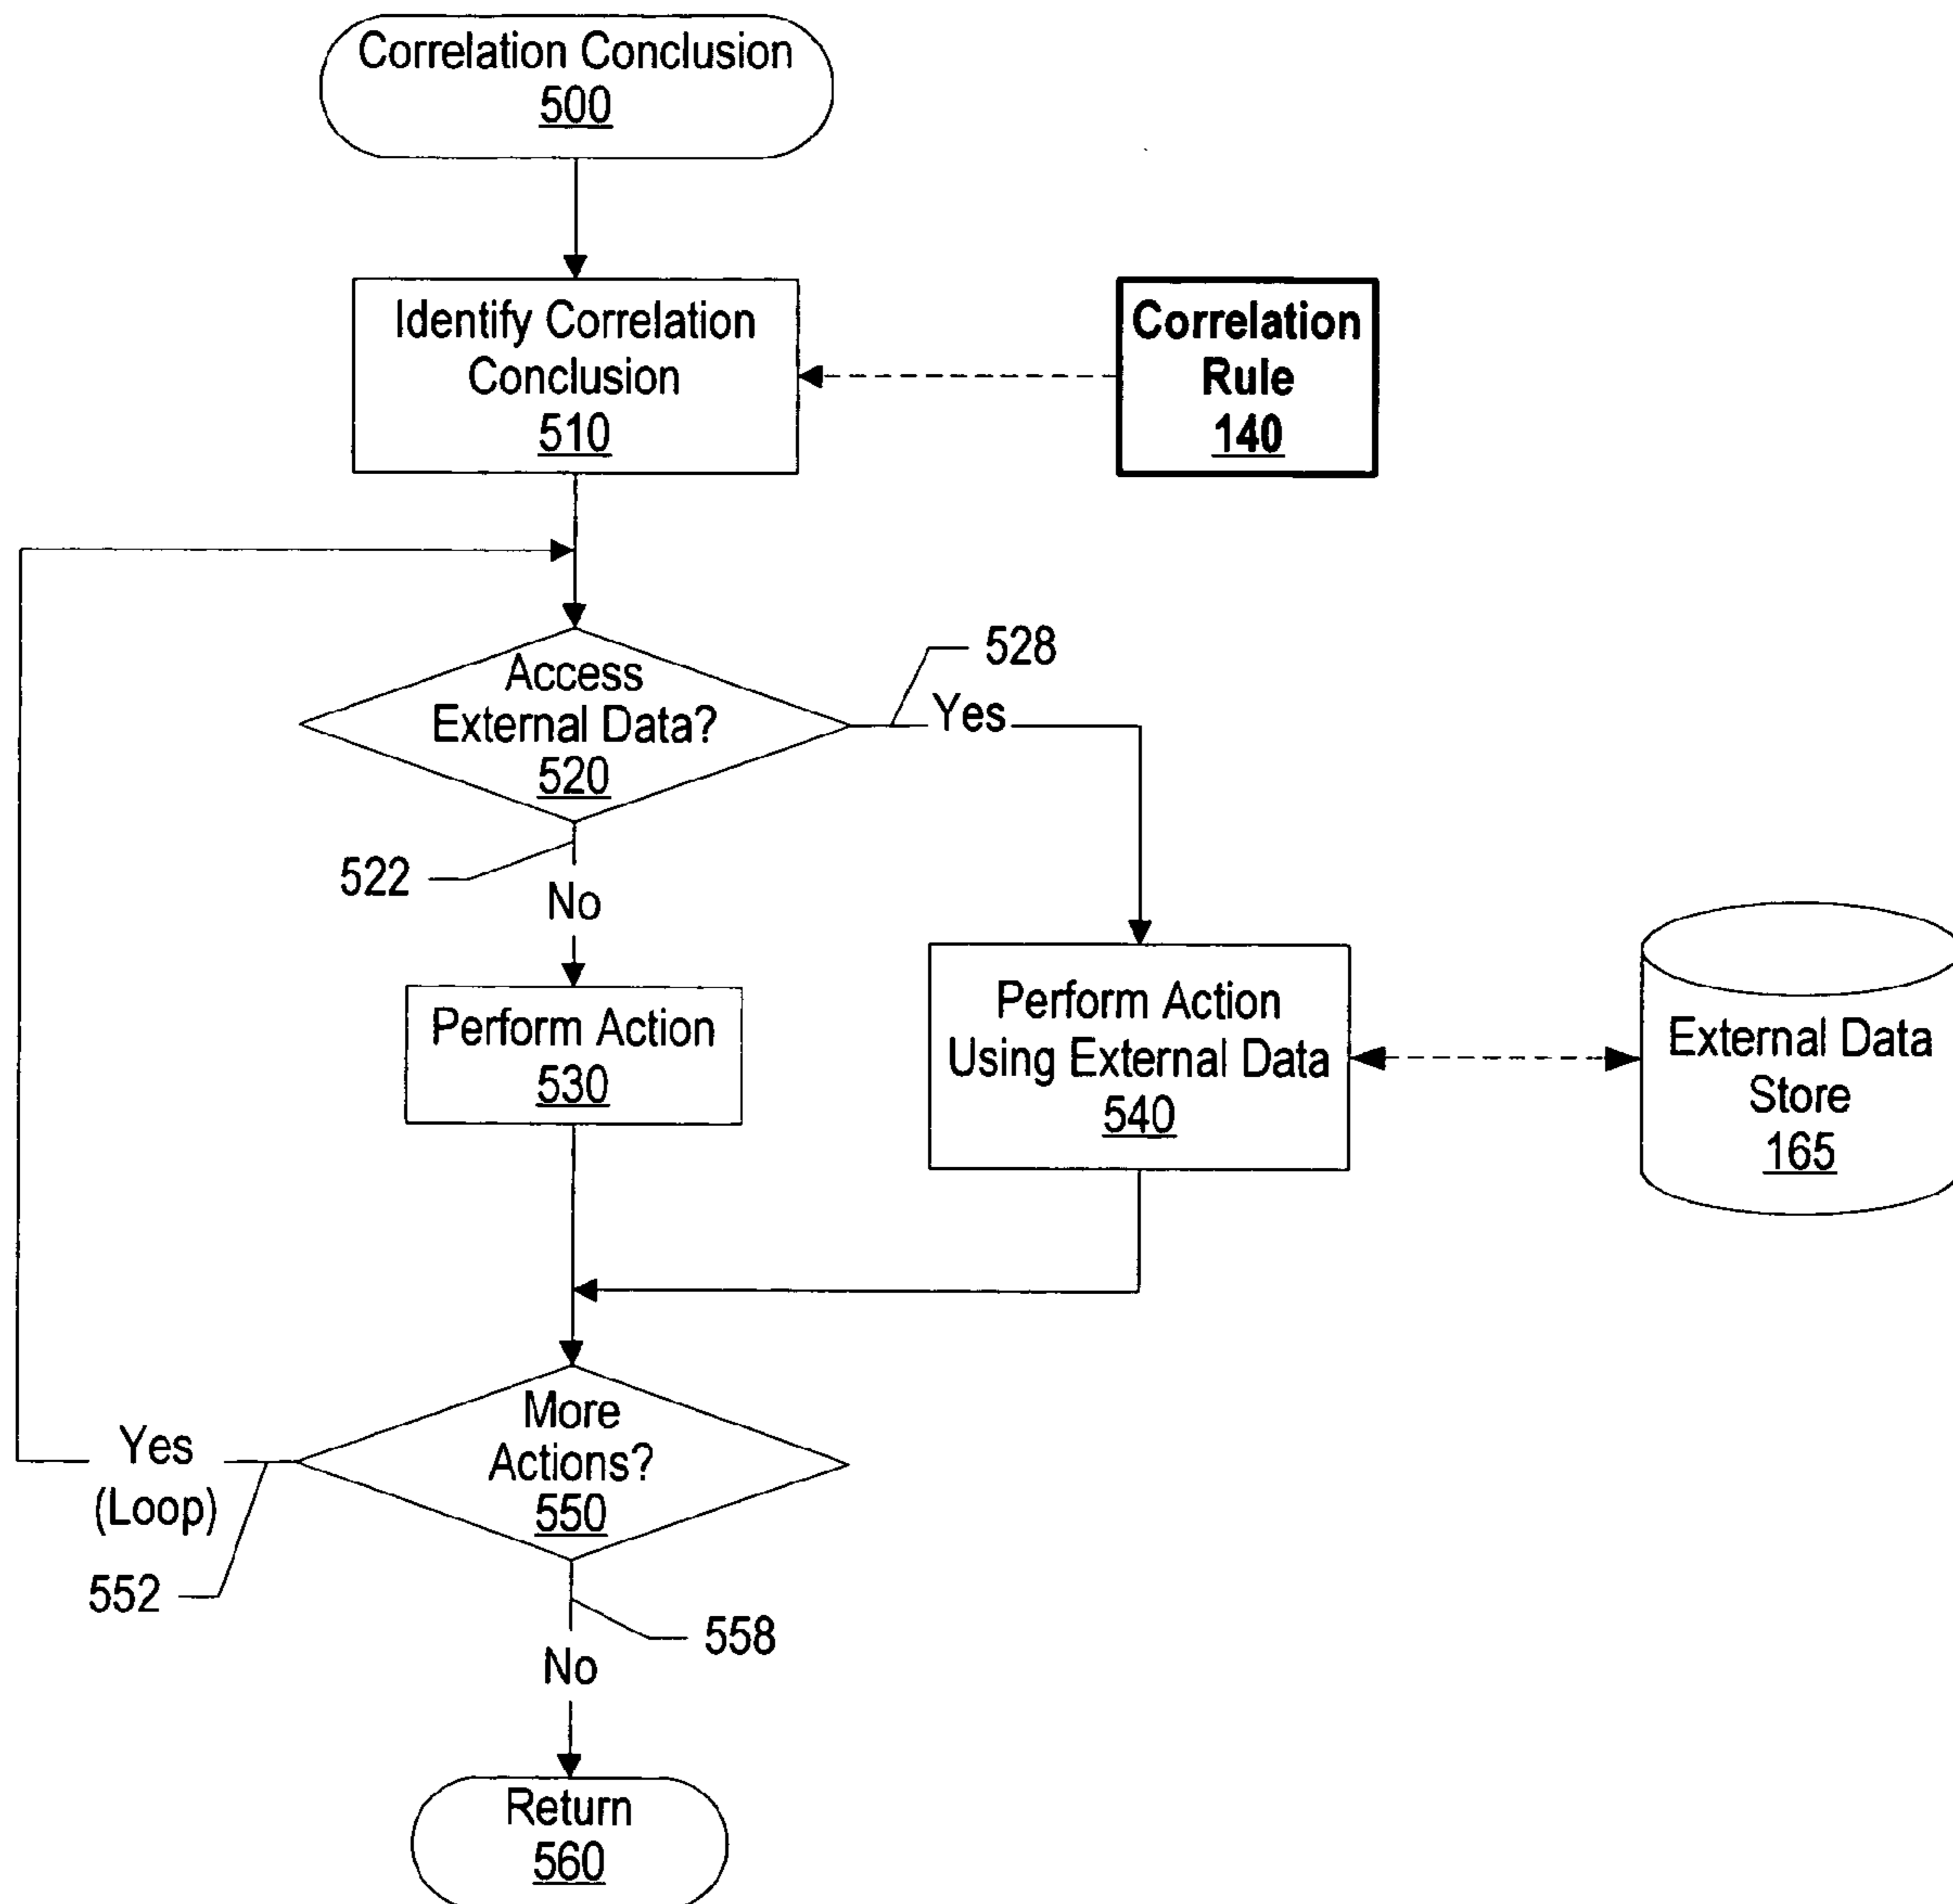 Correlation Conclusion
500
Identify Correlation
Conclusion
510
Correlation
Rule
140
Access
External Data?
520
528
Yes
522
No
Perform Action
530
Perform Action
Using External Data
540
External Data
Store
165
More
Actions?
550
Yes
(Loop)
552
558
No
Return
560